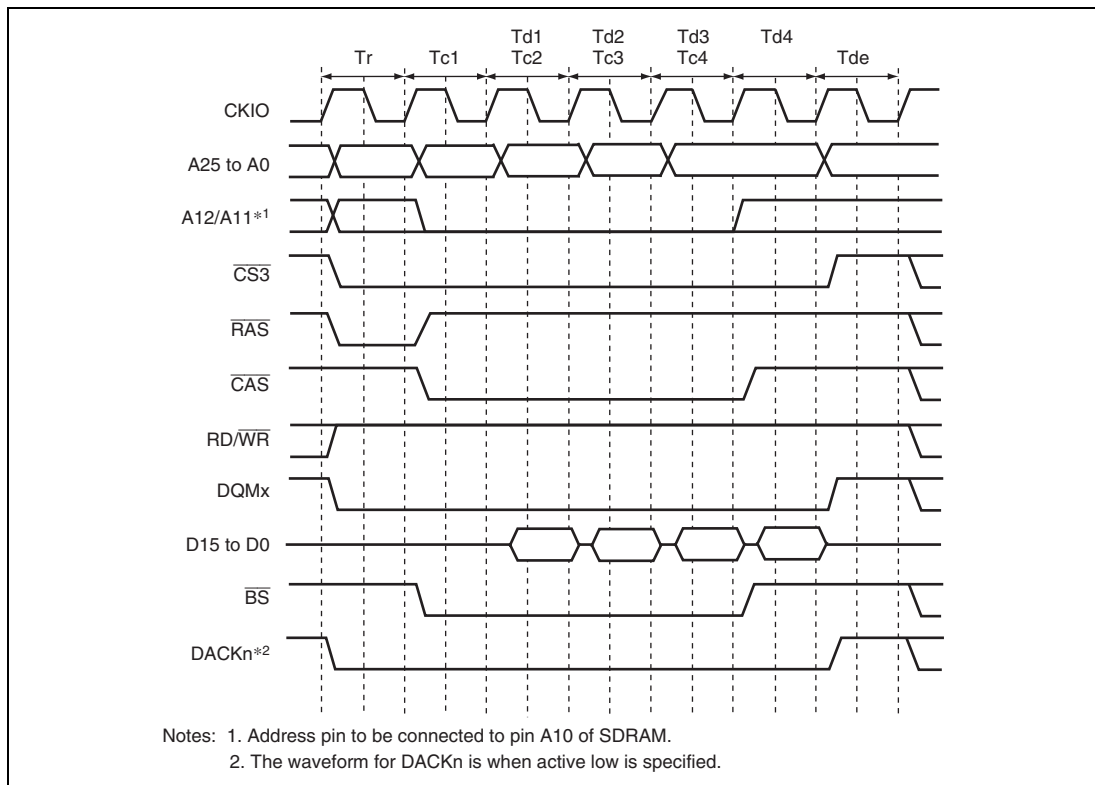 Td1 Td2 Td3 Td4
Tr Tc1 Tc2 Tc3 Tc4 Tde
CKIO
A25 to A0
A12/A11*1
CS3
RAS
CAS
RD/WR
DQMx
D15 to D0
BS
DACKn*2
Notes: 1. Address pin to be connected to pin A10 of SDRAM.
2. The waveform for DACKn is when active low is specified.